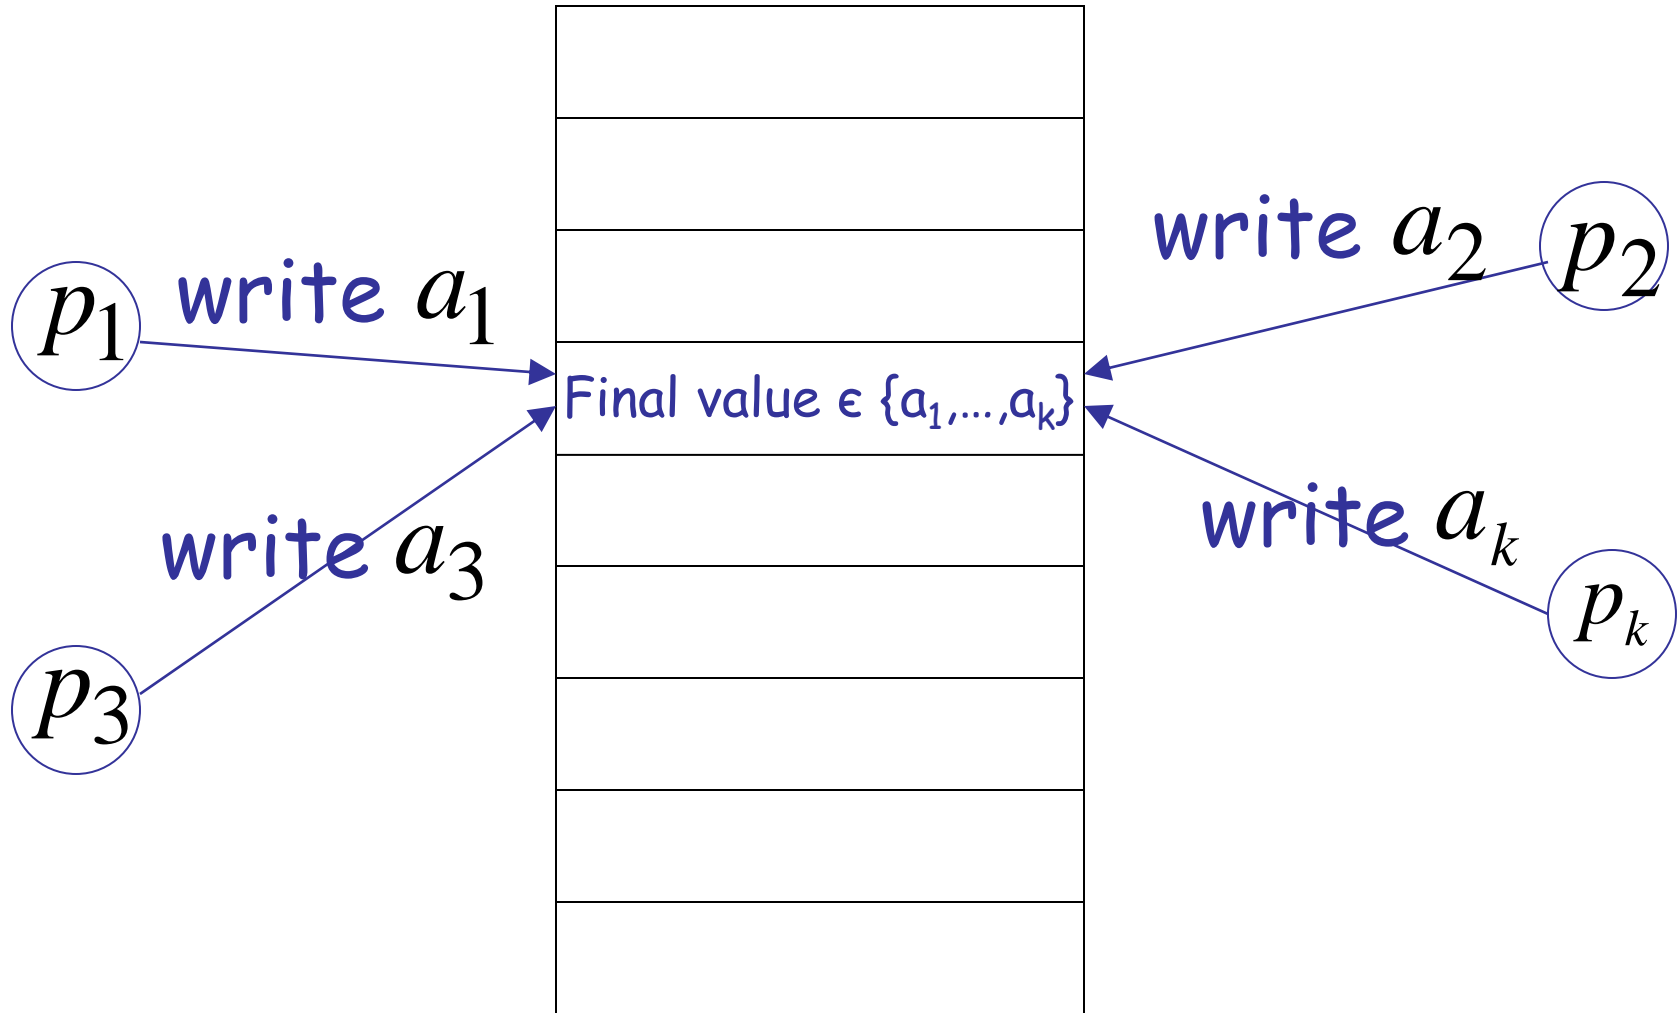 write a₂
p₂
write a₁
p₁
Final value ϵ {a₁,...,aₖ}
write aₖ
write a₃
pₖ
p₃